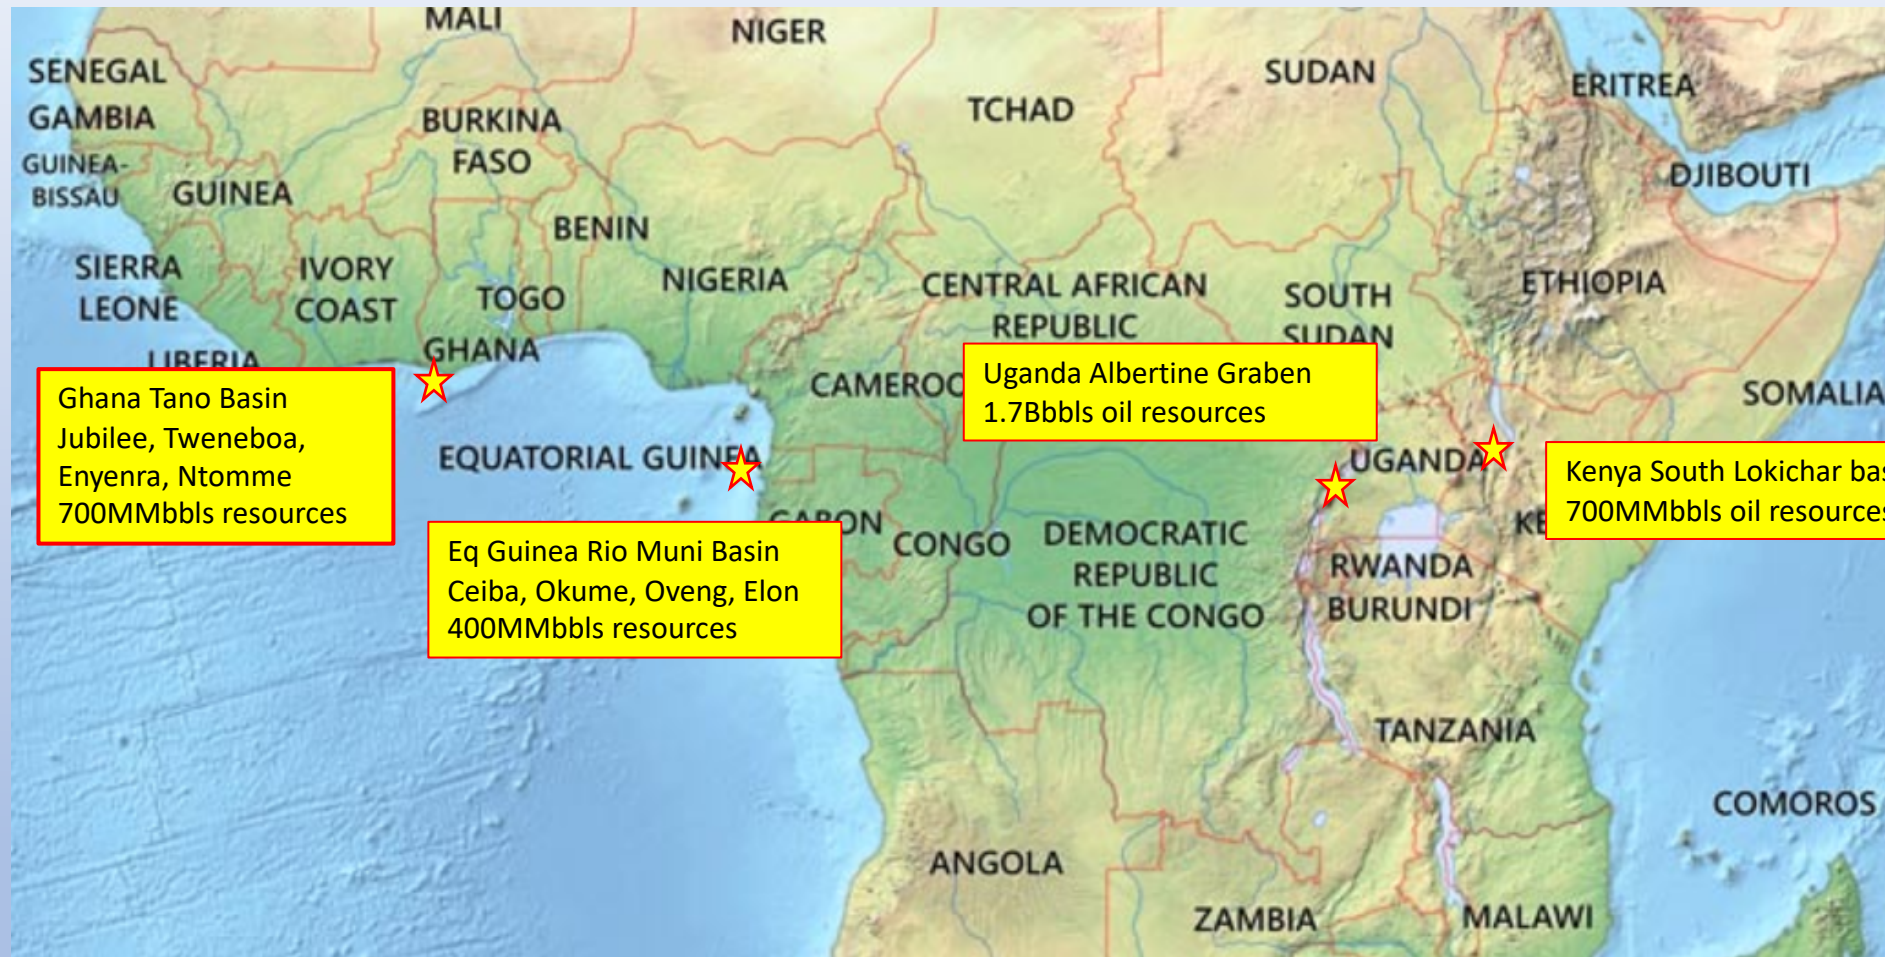 MALI
NIGER
SENEGAL
SUDAN
ERITREA
GAMBIA
TCHAD
BURKINA
FASO
GUINEA-
BISSAU
GUINEA
DJIBOUTI
BENIN
SIERRA
LEONE
IVORY
COAST
TOGO
NIGERIA
CENTRAL AFRICAN
REPUBLIC
SOUTH
SUDAN
ETHIOPIA
LIBERIA
GHANA
Ghana Tano Basin
Jubilee, Tweneboa,
Enyenra, Ntomme
700MMbbls resources
CAMEROO
Uganda Albertine Graben
1.7Bbbls oil resources
SOMALIA
EQUATORIAL GUINEA
UGANDA
Kenya South Lokichar bas
700MMbbls oil resources
KE
GABON
CONGO
DEMOCRATIC
REPUBLIC
OF THE CONGO
Eq Guinea Rio Muni Basin
Ceiba, Okume, Oveng, Elon
400MMbbls resources
RWANDA
BURUNDI
TANZANIA
COMOROS
ANGOLA
ZAMBIA
MALAWI